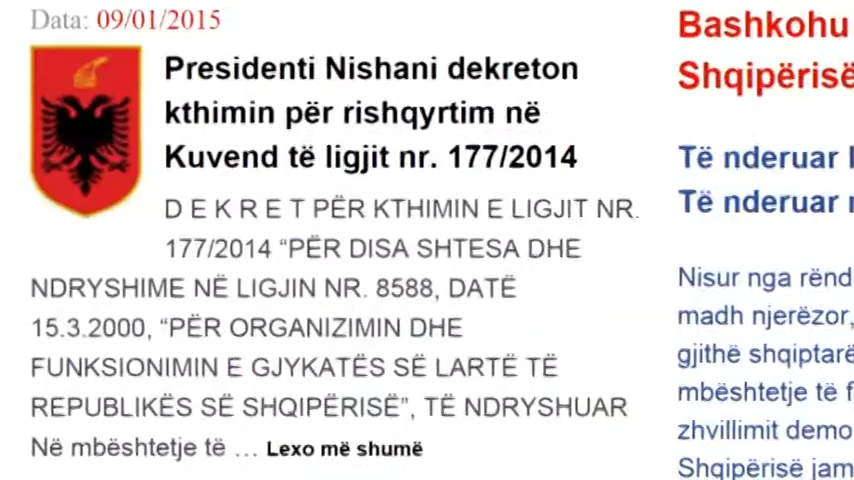 Data: 09/01/2015
Presidenti Nishani dekreton
kthimin për rishqyrtim në
Kuvend të ligjit nr. 177/2014
D E K R E T PËR KTHIMIN E LIGJIT NR.
177/2014 “PËR DISA SHTESA DHE
NDRYSHIME NË LIGJIN NR. 8588, DATË
15.3.2000, “PËR ORGANIZIMIN DHE
FUNKSIONIMIN E GJYKATËS SË LARTË TË
REPUBLIKËS SË SHQIPËRISË”, TË NDRYSHUAR
Në mbështetje të … Lexo më shumë
Bashkohu
Shqipërisë
Të nderuar
Të nderuar
Nisur nga rënd
madh njerëzor,
gjithë shqiptarë
mbështetje të f
zhvillimit demo
Shqipërisë jam